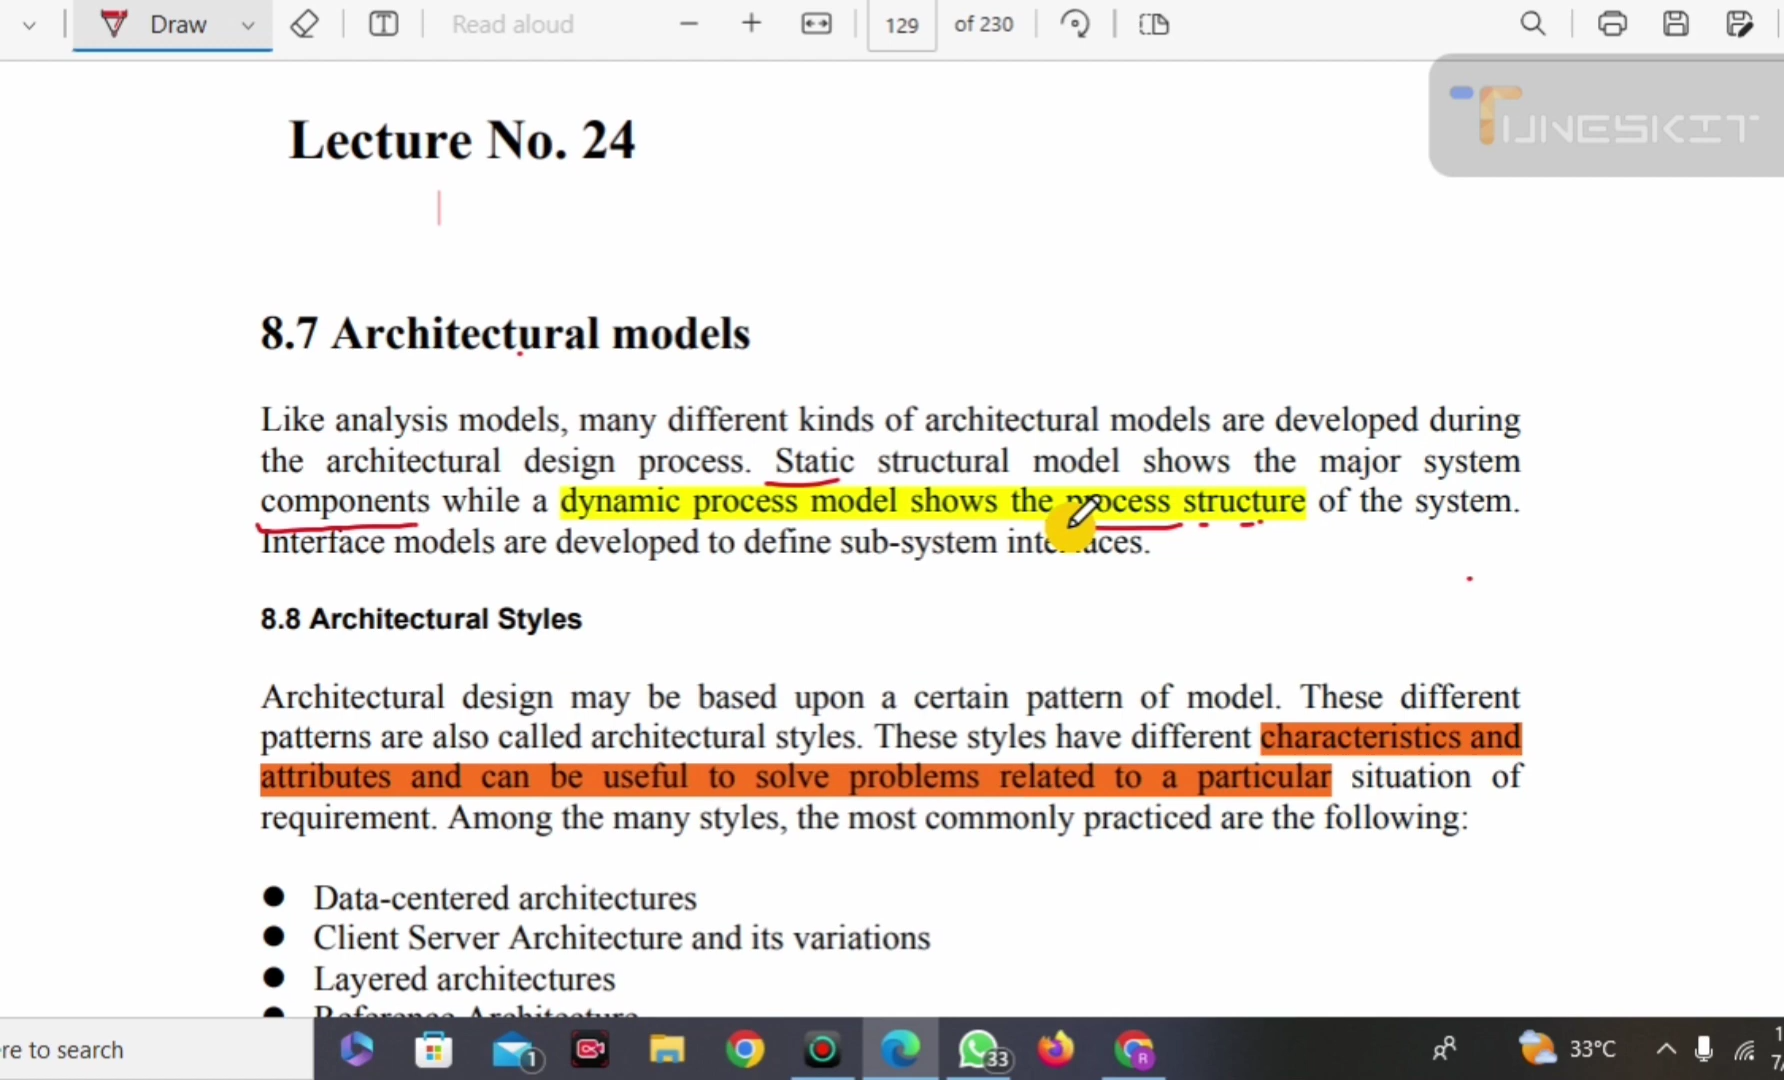 Draw
Read aloud
129 of 230
TUNESKIT
Lecture No. 24
8.7 Architectural models
Like analysis models, many different kinds of architectural models are developed during
the architectural design process. Static structural model shows the major system
components while a dynamic process model shows the process structure of the system.
Interface models are developed to define sub-system interfaces.
8.8 Architectural Styles
Architectural design may be based upon a certain pattern of model. These different
patterns are also called architectural styles. These styles have different characteristics and
attributes and can be useful to solve problems related to a particular situation of
requirement. Among the many styles, the most commonly practiced are the following:
● Data-centered architectures
● Client Server Architecture and its variations
● Layered architectures
● Reference Architecture
re to search
1
33
R
33°C